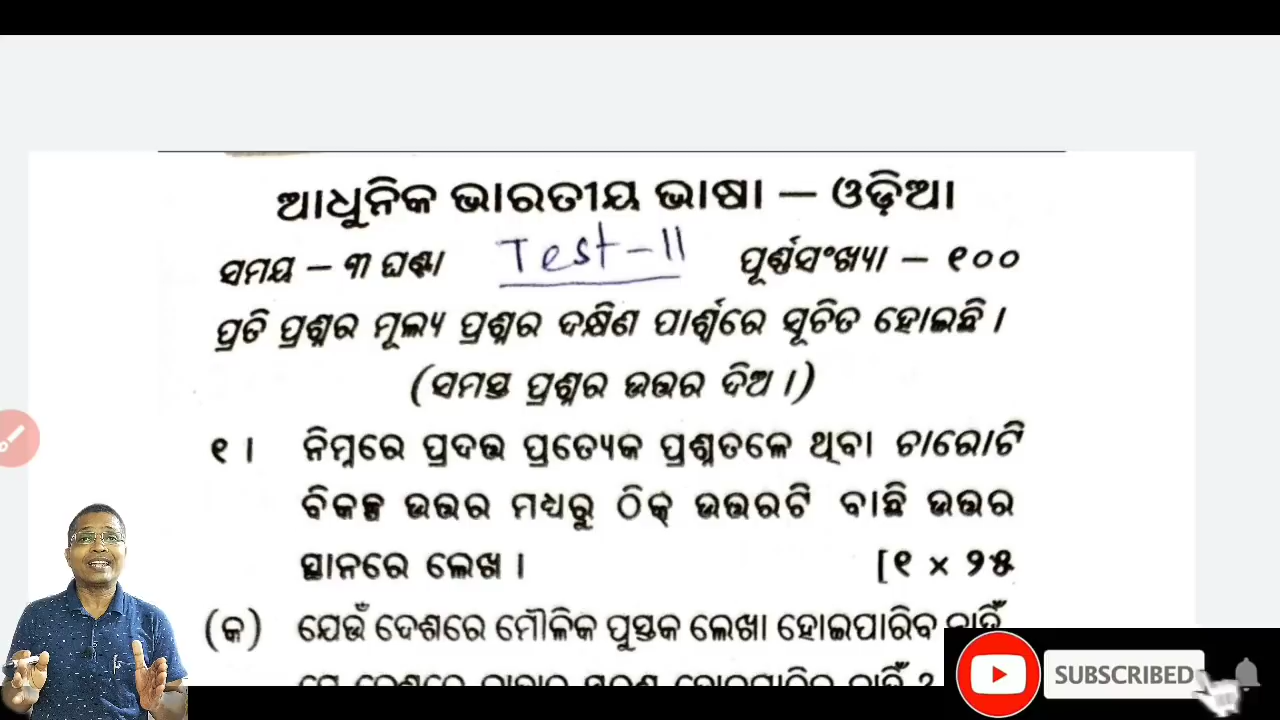 ଆଧୁନିକ ଭାରତୀୟ ଭାଷା — ଓଡ଼ିଆ
ସମୟ – ୩ ଘଣ୍ଟା Test-II ପୂର୍ଣ୍ଣସଂଖ୍ୟା – ୧୦୦
ପ୍ରତି ପ୍ରଶ୍ନର ମୂଲ୍ୟ ପ୍ରଶ୍ନର ଦକ୍ଷିଣ ପାର୍ଶ୍ୱରେ ସୂଚିତ ହୋଇଛି ।
(ସମସ୍ତ ପ୍ରଶ୍ନର ଉତ୍ତର ଦିଅ ।)
୧ । ନିମ୍ନରେ ପ୍ରଦତ୍ତ ପ୍ରତ୍ୟେକ ପ୍ରଶ୍ନତଳେ ଥିବା ଚାରୋଟି
ବିକଳ୍ପ ଉତ୍ତର ମଧ୍ୟରୁ ଠିକ୍ ଉତ୍ତରଟି ବାଛି ଉତ୍ତର
ସ୍ଥାନରେ ଲେଖ । [୧ × ୨୫
(କ) ଯେଉଁ ଦେଶରେ ମୌଳିକ ପୁସ୍ତକ ଲେଖା ହୋଇପାରିବ ନାହିଁ
SUBSCRIBED